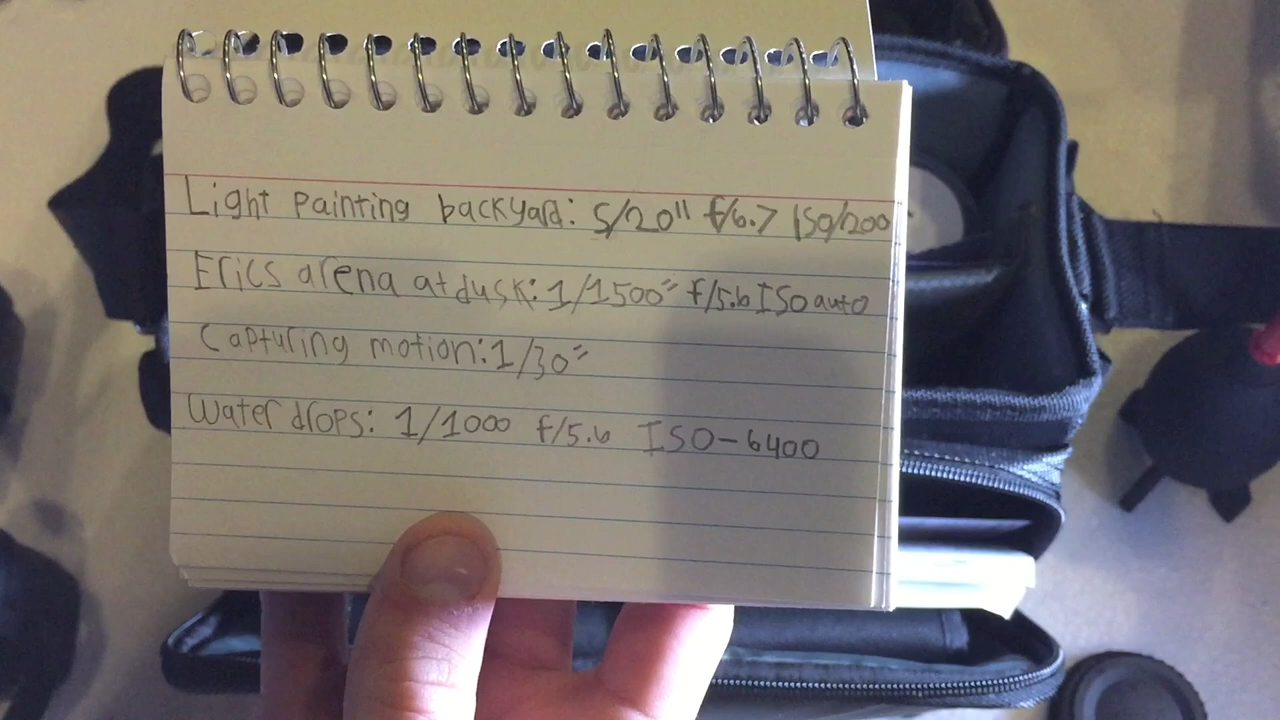 Light painting backyard: S/20" f/6.7 ISO/200
Erics arena at dusk: 1/1500" f/5.6 ISO auto
Capturing motion: 1/30"
Water drops: 1/1000 f/5.6 ISO-6400